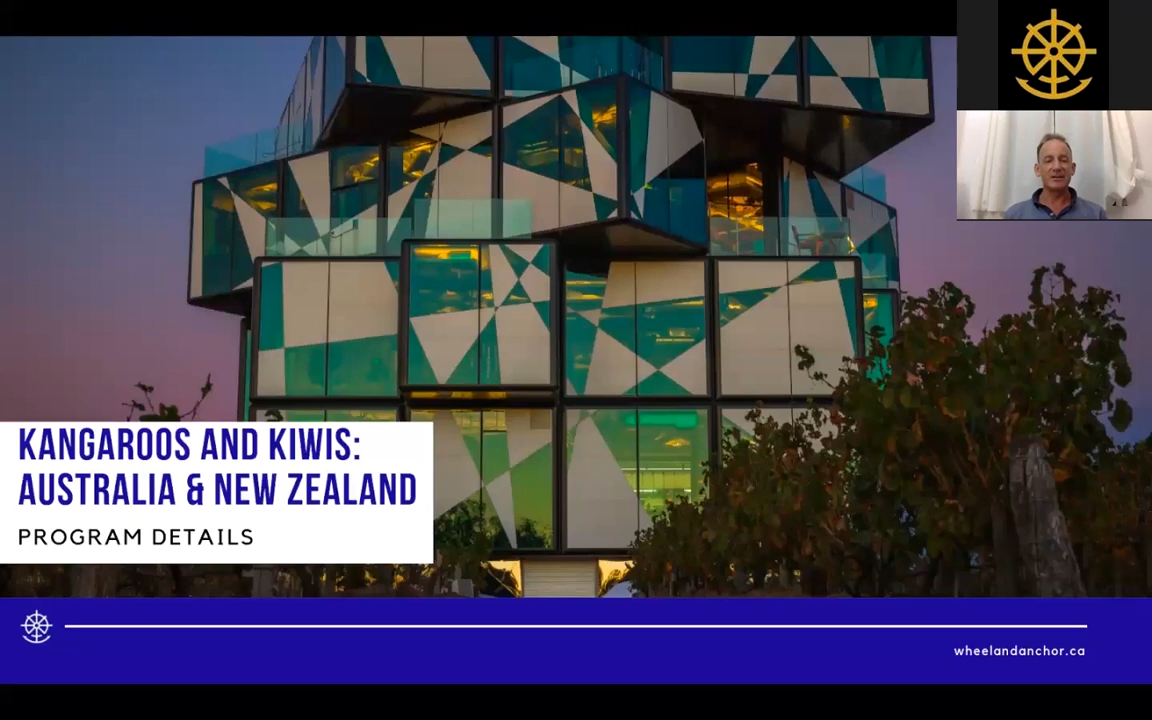 KANGAROOS AND KIWIS:
AUSTRALIA & NEW ZEALAND
PROGRAM DETAILS
wheelandanchor.ca